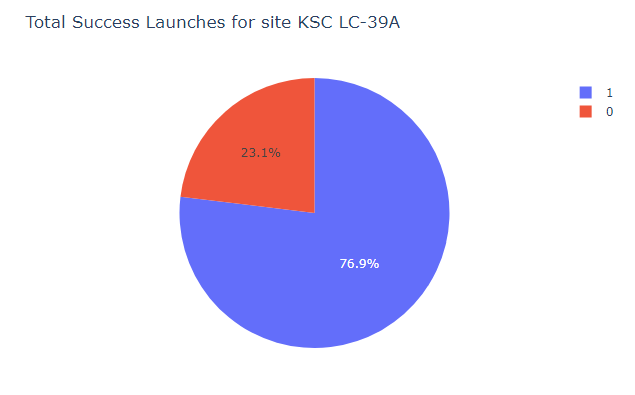 Total Success Launches for site KSC LC-39A
1
0
23.1%
76.9%